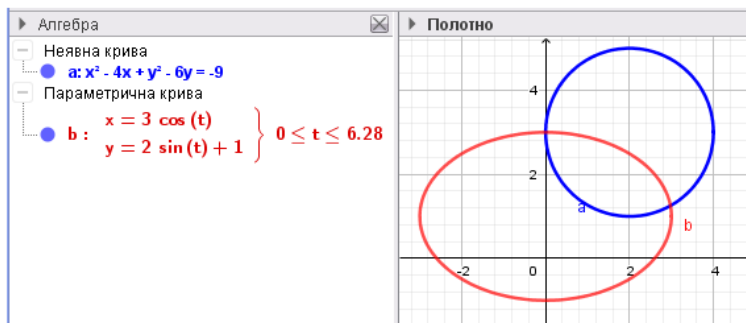 Алгебра
Неявна крива
a: x² - 4x + y² - 6y = -9
Параметрична крива
b : x = 3 cos (t)
y = 2 sin (t) + 1
} 0 ≤ t ≤ 6.28
Полотно
4
2
a
b
-2
0
2
4